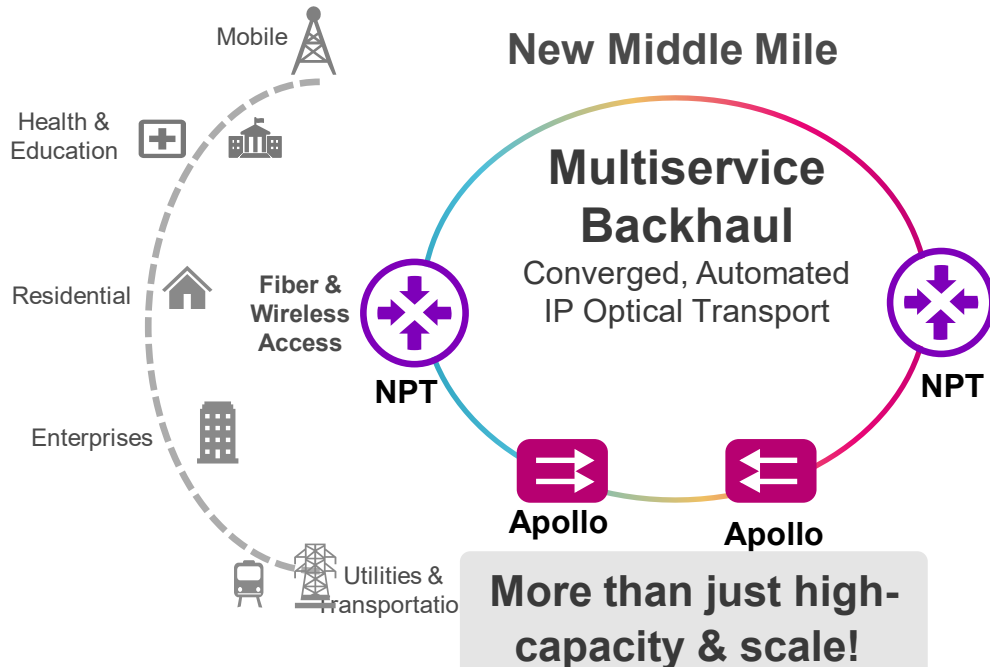 Mobile
New Middle Mile
Health &
Education
Multiservice
Backhaul
Converged, Automated
IP Optical Transport
Residential
Fiber &
Wireless
Access
NPT
NPT
Enterprises
Apollo
Apollo
Utilities &
Transportation
More than just high-
capacity & scale!